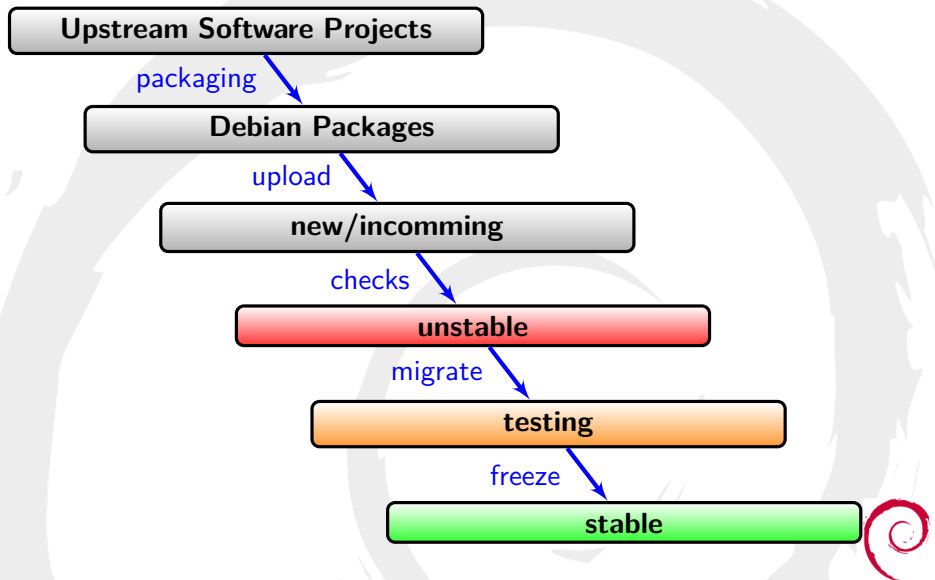 Upstream Software Projects
packaging
Debian Packages
upload
new/incomming
checks
unstable
migrate
testing
freeze
stable